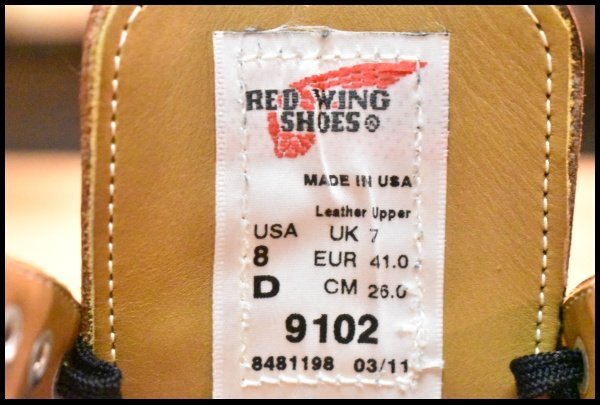 RED WING
SHOES®
MADE IN USA
Leather Upper
USA UK 7
8 EUR 41.0
D CM 26.0
9102
8481198 03/11